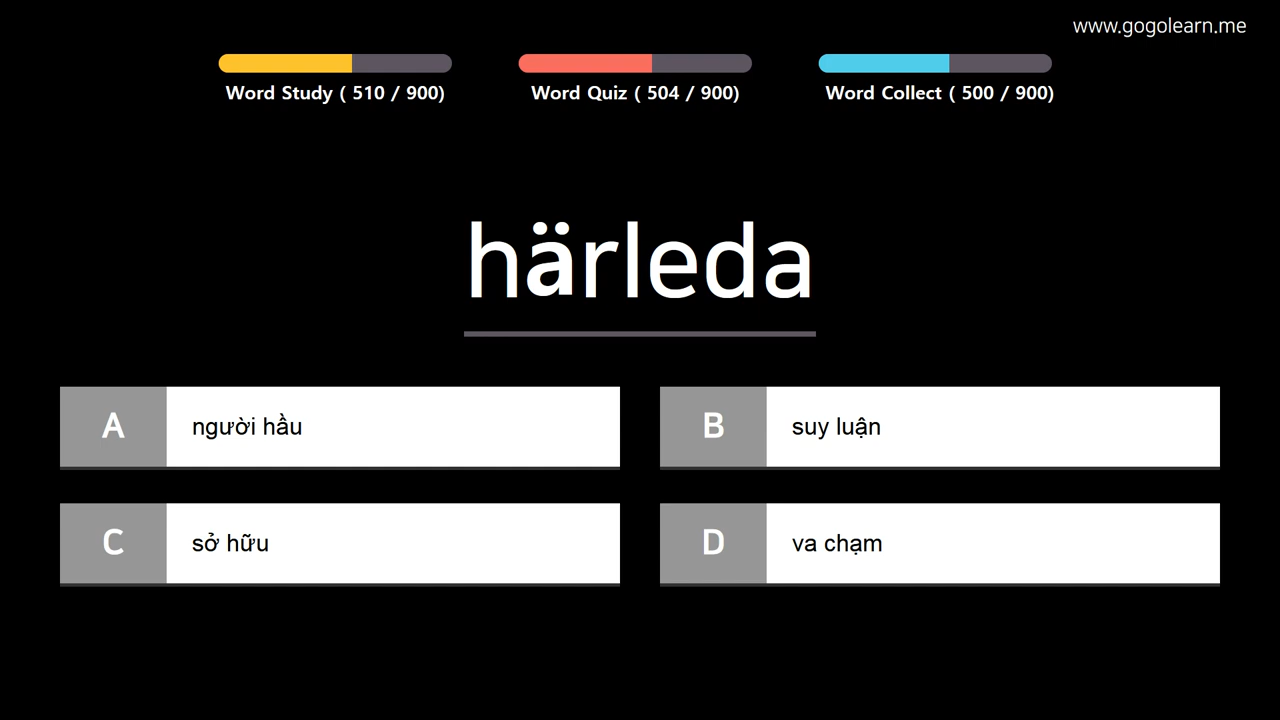 www.gogolearn.me
Word Study ( 510 / 900)
Word Quiz ( 504 / 900)
Word Collect ( 500 / 900)
härleda
A người hầu
B suy luận
C sở hữu
D va chạm